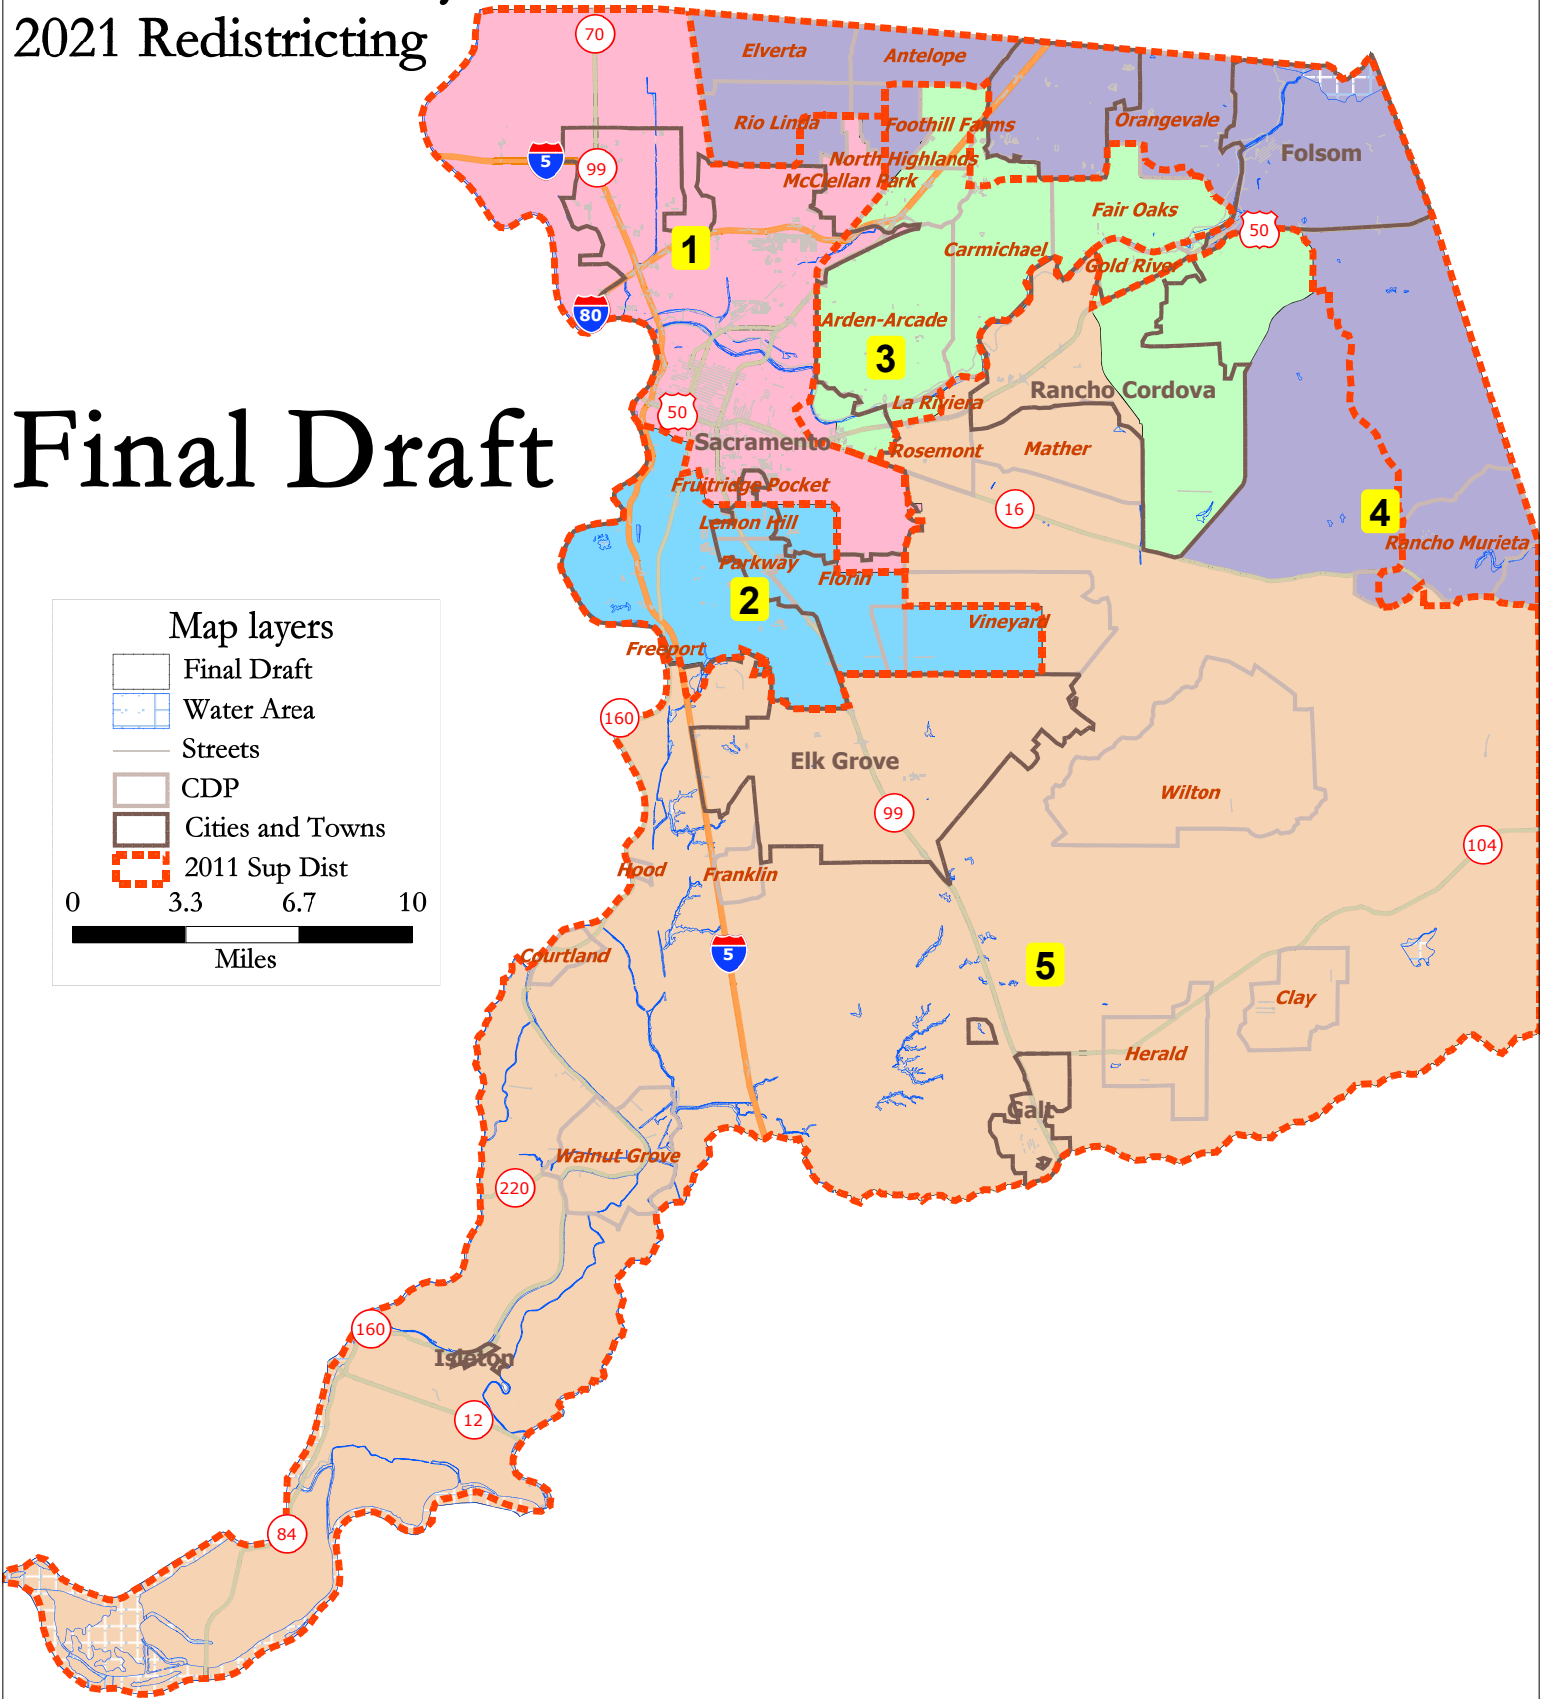 2021 Redistricting
70
Elverta
Antelope
Rio Linda
Foothill Farms
Orangevale
Folsom
5
99
North Highlands
McClellan Park
Fair Oaks
50
1
Carmichael
Gold River
80
Arden-Arcade
3
Rancho Cordova
La Riviera
50
Final Draft
Sacramento
Rosemont
Mather
Fruitridge Pocket
16
4
Lemon Hill
Rancho Murieta
Parkway
Florin
2
Vineyard
Freeport
Map layers
Final Draft
Water Area
Streets
CDP
Cities and Towns
2011 Sup Dist
0 3.3 6.7 10
Miles
160
Elk Grove
Wilton
99
104
Hood
Franklin
Courtland
5
5
Clay
Herald
Galt
Walnut Grove
220
160
Isleton
12
84